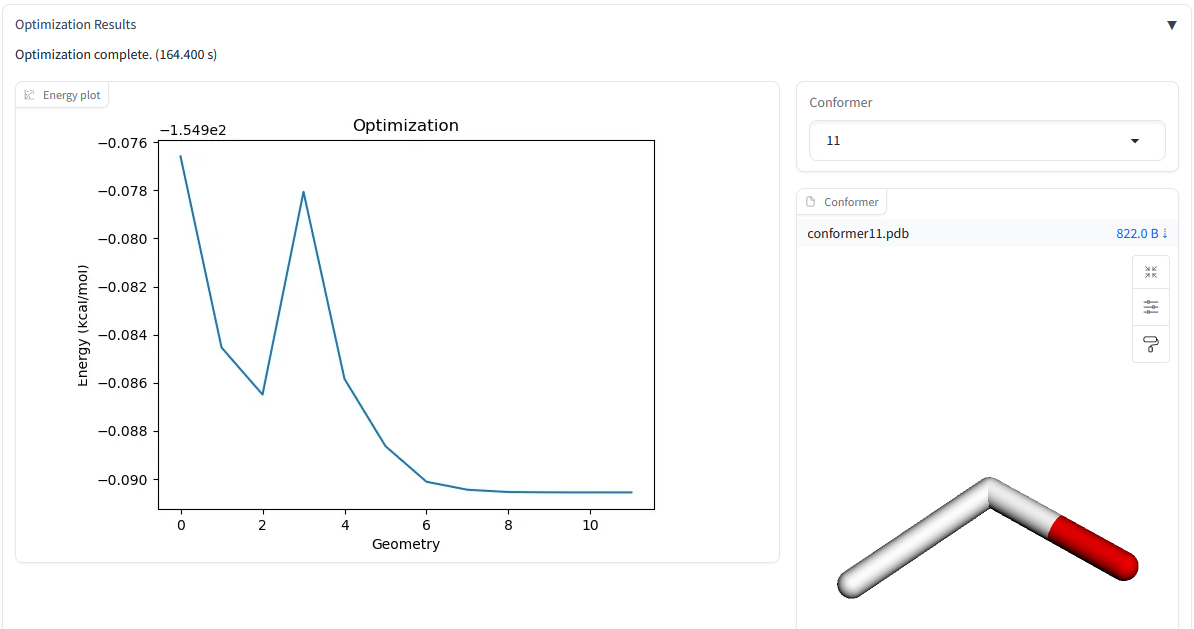 Optimization Results
▼
Optimization complete. (164.400 s)
Energy plot
Optimization
−1.549e2
−0.076
−0.078
−0.080
−0.082
−0.084
−0.086
−0.088
−0.090
Energy (kcal/mol)
0 2 4 6 8 10
Geometry
Conformer
11
Conformer
conformer11.pdb 822.0 B ⇣